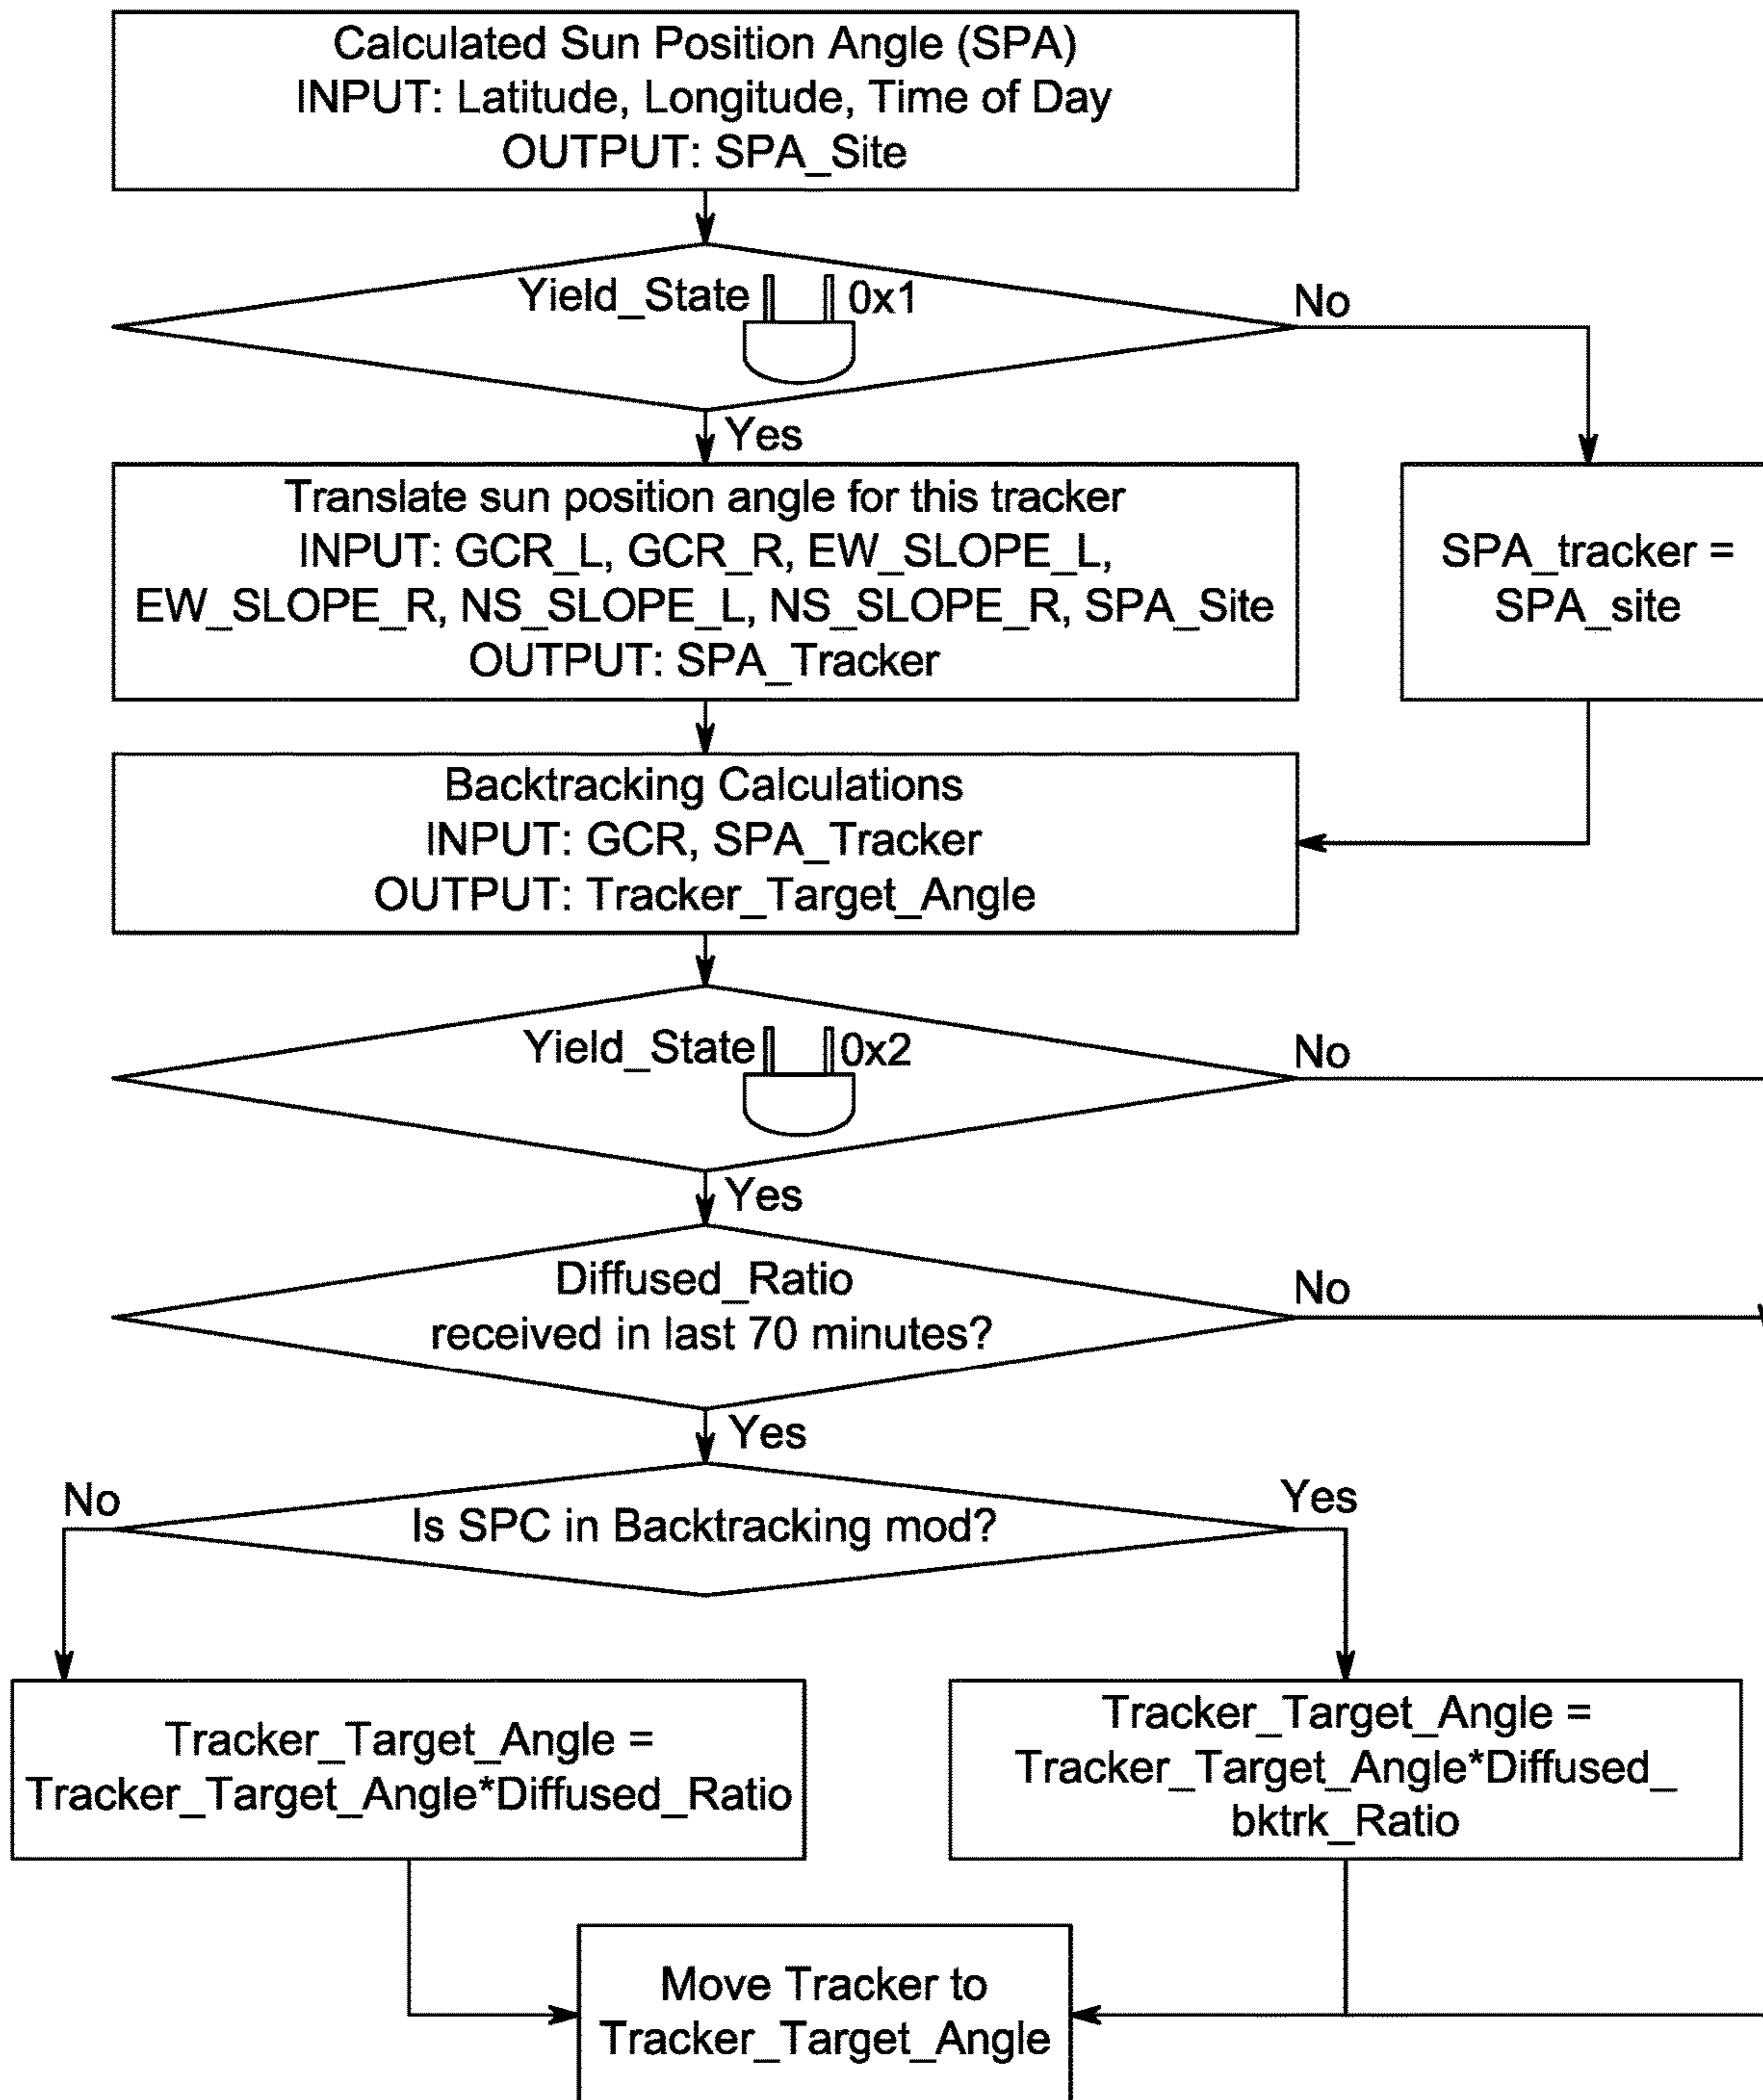 Calculated Sun Position Angle (SPA)
INPUT: Latitude, Longitude, Time of Day
OUTPUT: SPA_Site
Yield_State 0x1
No
Yes
Translate sun position angle for this tracker
INPUT: GCR_L, GCR_R, EW_SLOPE_L,
EW_SLOPE_R, NS_SLOPE_L, NS_SLOPE_R, SPA_Site
OUTPUT: SPA_Tracker
SPA_tracker =
SPA_site
Backtracking Calculations
INPUT: GCR, SPA_Tracker
OUTPUT: Tracker_Target_Angle
Yield_State 0x2
No
Yes
Diffused_Ratio
received in last 70 minutes?
No
Yes
No
Is SPC in Backtracking mod?
Yes
Tracker_Target_Angle =
Tracker_Target_Angle*Diffused_Ratio
Tracker_Target_Angle =
Tracker_Target_Angle*Diffused_
bktrk_Ratio
Move Tracker to
Tracker_Target_Angle